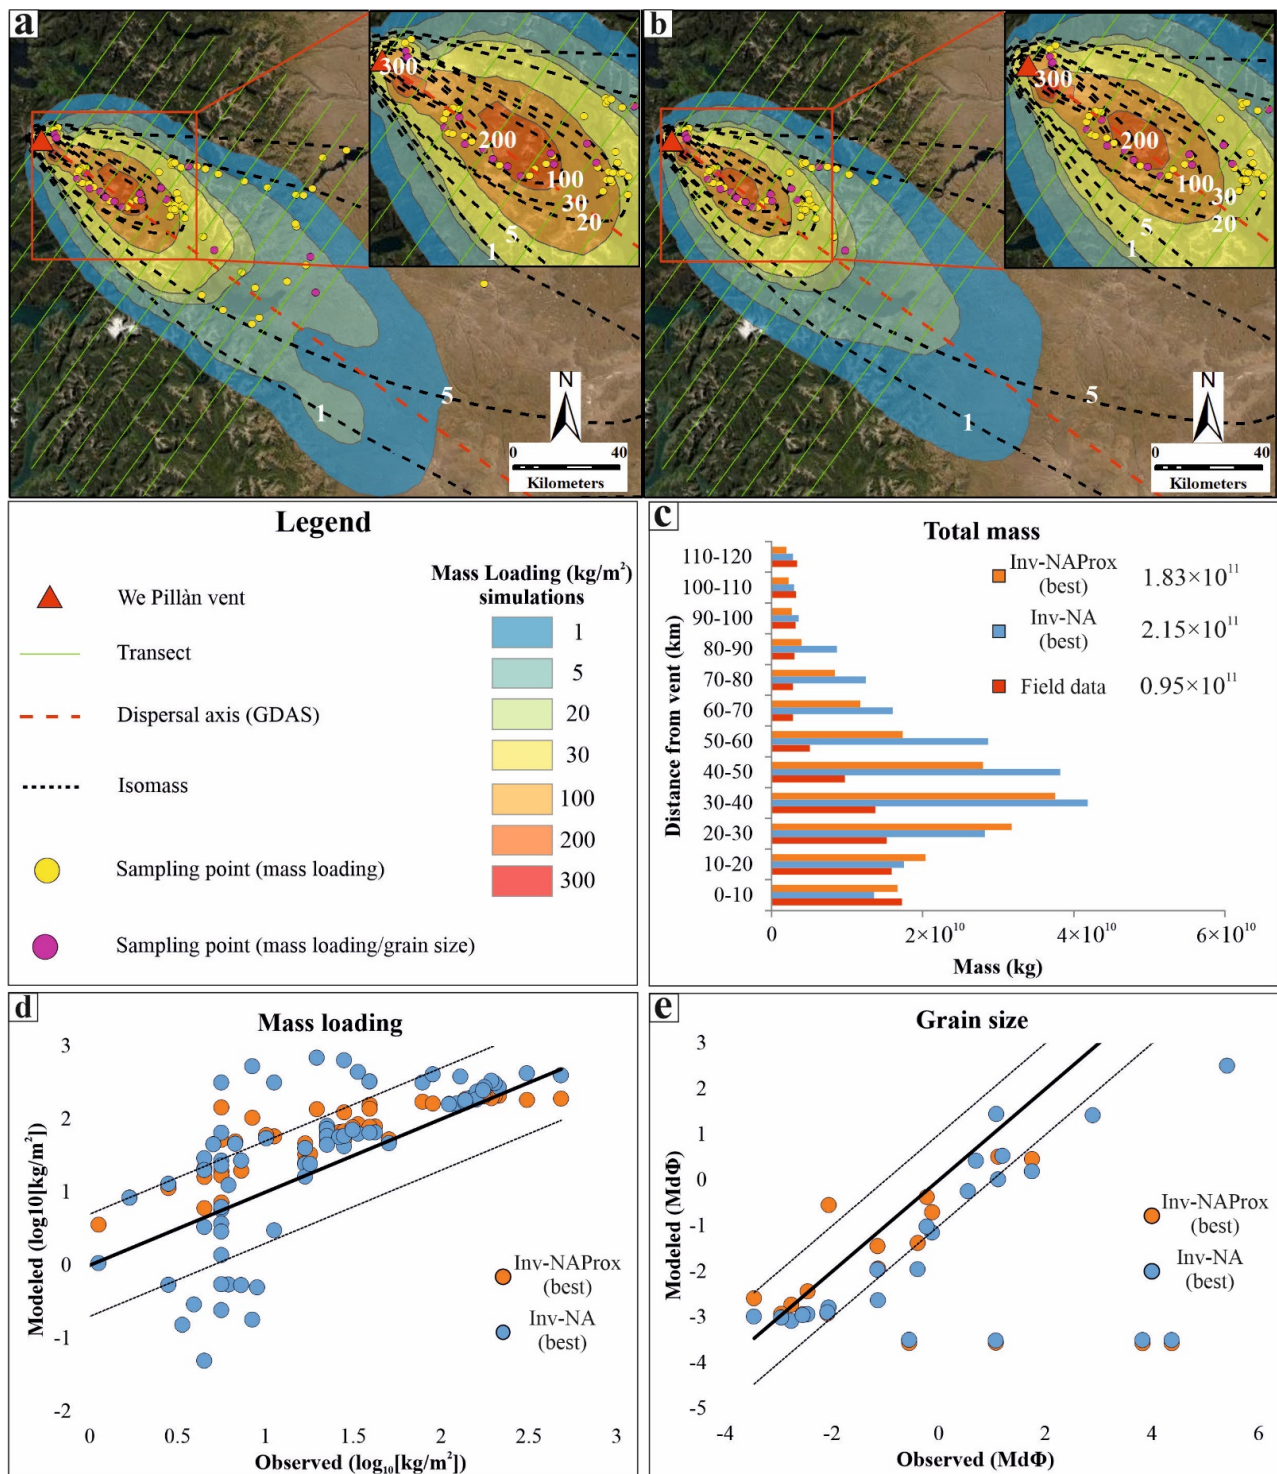 a
300
200
100
30
20
5
1
5
1
N
0 40
Kilometers
b
300
200
100
30
20
5
1
5
1
N
0 40
Kilometers
Legend
We Pillàn vent
Transect
Dispersal axis (GDAS)
Isomass
Sampling point (mass loading)
Sampling point (mass loading/grain size)
Mass Loading (kg/m²)
simulations
1
5
20
30
100
200
300
c
Total mass
Distance from vent (km)
110-120
100-110
90-100
80-90
70-80
60-70
50-60
40-50
30-40
20-30
10-20
0-10
Inv-NAProx
(best)
1.83×10¹¹
Inv-NA
(best)
2.15×10¹¹
Field data 0.95×10¹¹
0 2×10¹⁰ 4×10¹⁰ 6×10¹⁰
Mass (kg)
d
Mass loading
Modeled (log10[kg/m²])
3
2
1
0
-1
-2
Inv-NAProx
(best)
Inv-NA
(best)
0 0.5 1 1.5 2 2.5 3
Observed (log₁₀[kg/m²])
e
Grain size
Modeled (MdΦ)
3
2
1
0
-1
-2
-3
-4
-5
Inv-NAProx
(best)
Inv-NA
(best)
-4 -2 0 2 4 6
Observed (MdΦ)